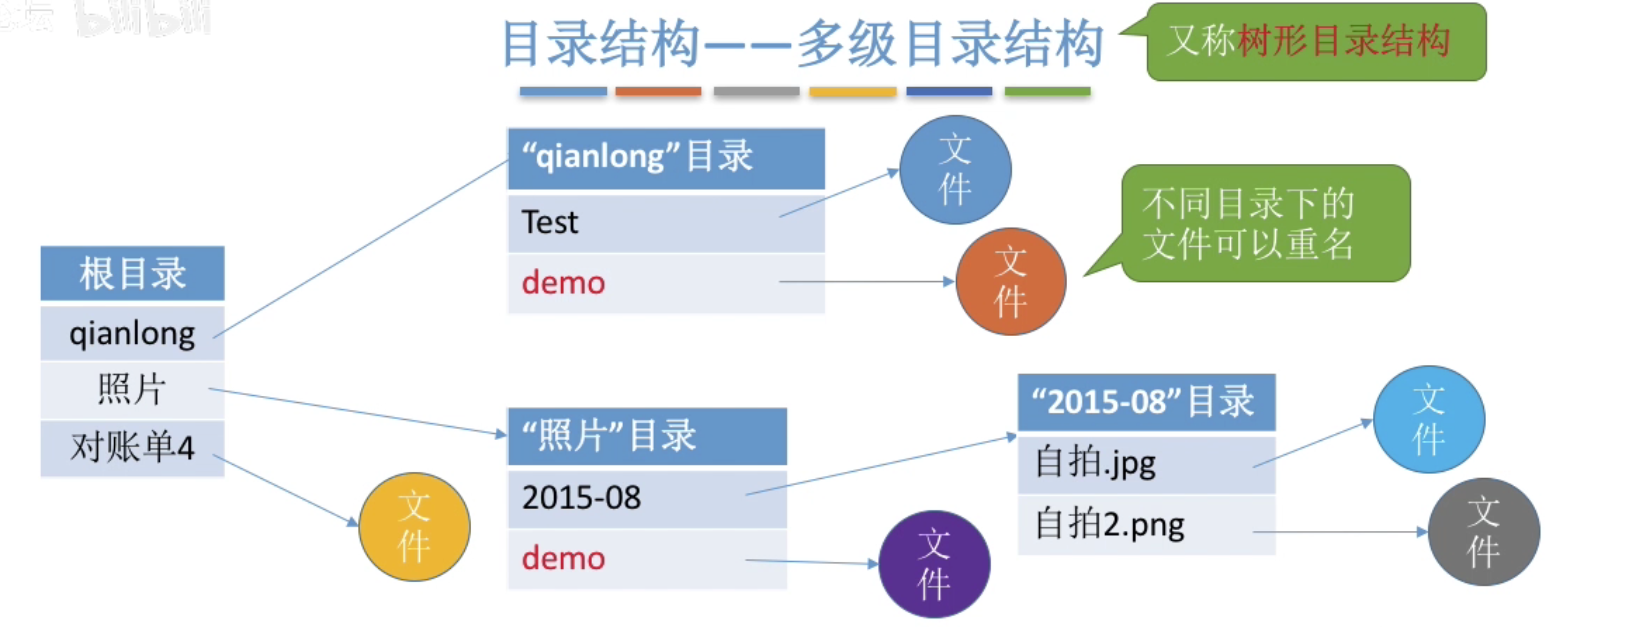 bilibili
目录结构——多级目录结构
又称树形目录结构
"qianlong"目录
Test
demo
文
件
文
件
不同目录下的
文件可以重名
根目录
qianlong
照片
对账单4
文
件
"照片"目录
2015-08
demo
文
件
"2015-08"目录
自拍.jpg
自拍2.png
文
件
文
件